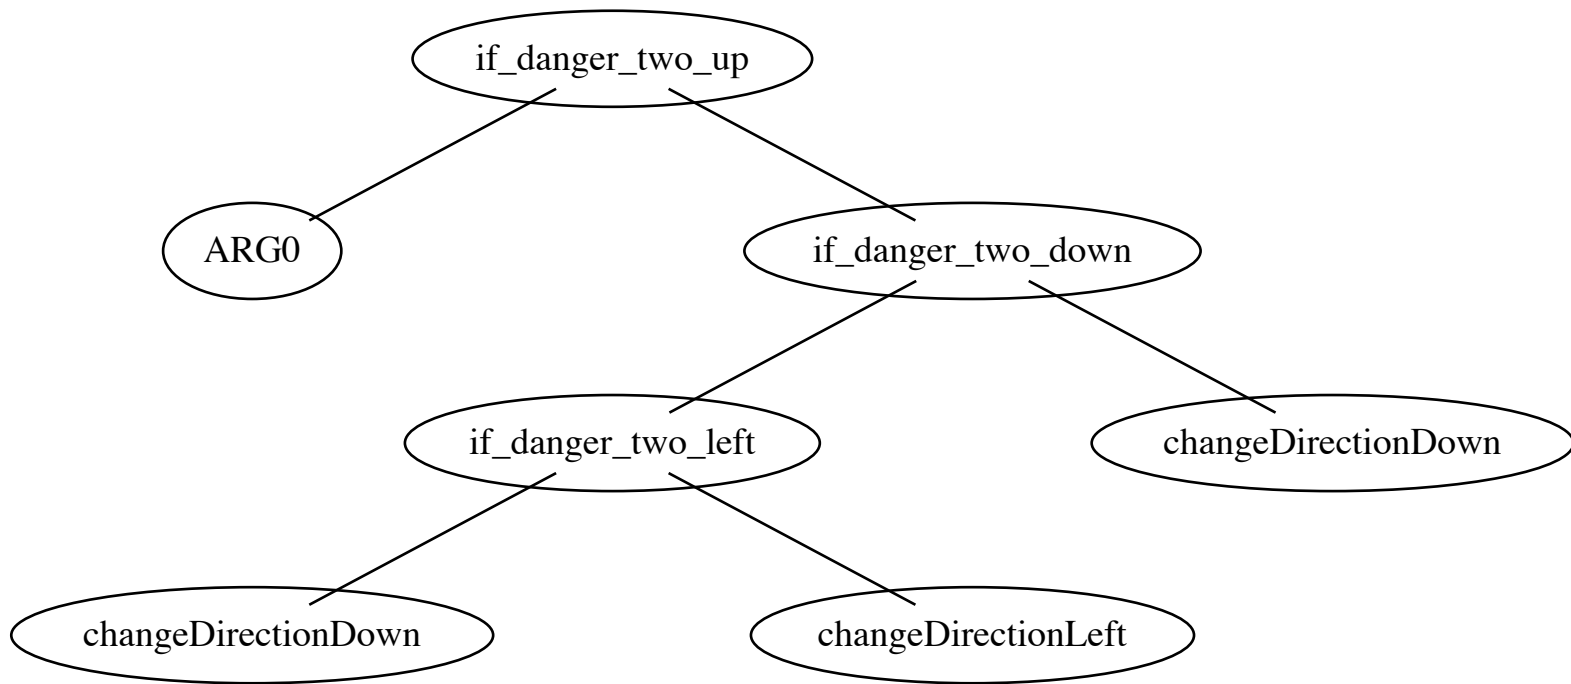 if_danger_two_up
ARG0
if_danger_two_down
if_danger_two_left
changeDirectionDown
changeDirectionDown
changeDirectionLeft